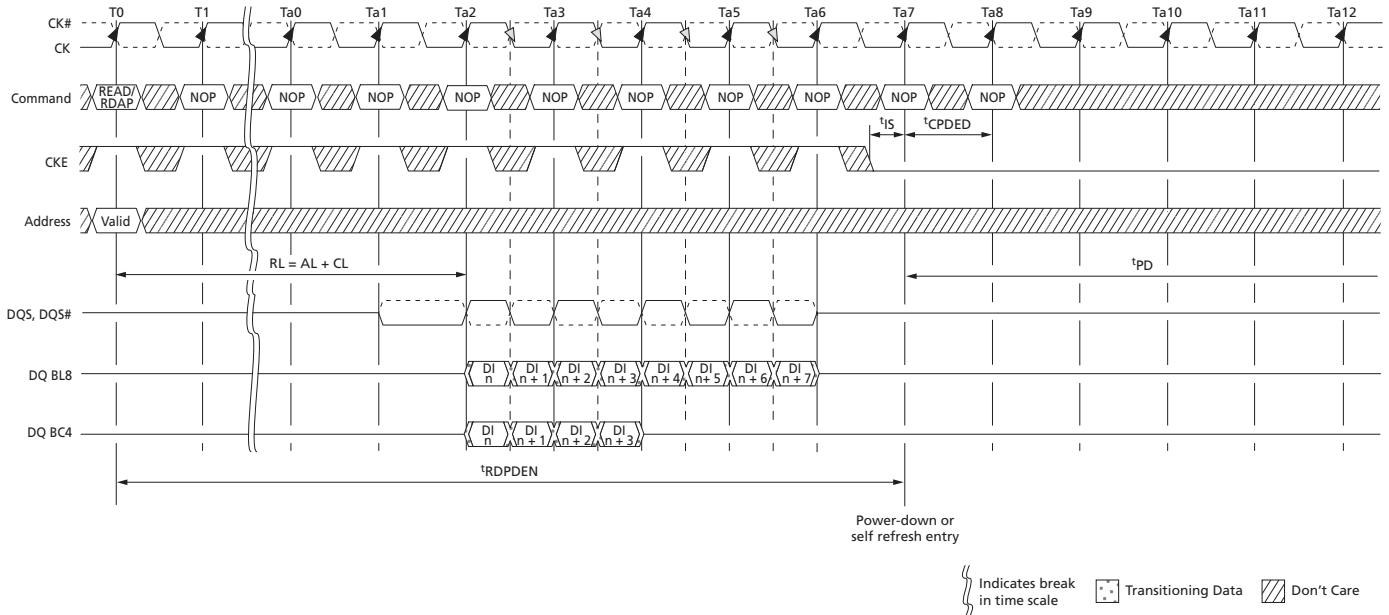 T0 T1 Ta0 Ta1 Ta2 Ta3 Ta4 Ta5 Ta6 Ta7 Ta8 Ta9 Ta10 Ta11 Ta12
CK#
CK
Command
READ/
RDAP
NOP NOP NOP NOP NOP NOP NOP NOP NOP NOP
tIS
tCPDED
CKE
Address
Valid
RL = AL + CL
tPD
DQS, DQS#
DQ BL8
DI DI DI DI DI DI DI DI
n n + 1 n + 2 n + 3 n + 4 n+ 5 n + 6 n + 7
DQ BC4
DI DI DI DI
n n + 1 n + 2 n + 3
tRDPDEN
Power-down or
self refresh entry
Indicates break
in time scale
Transitioning Data
Don't Care